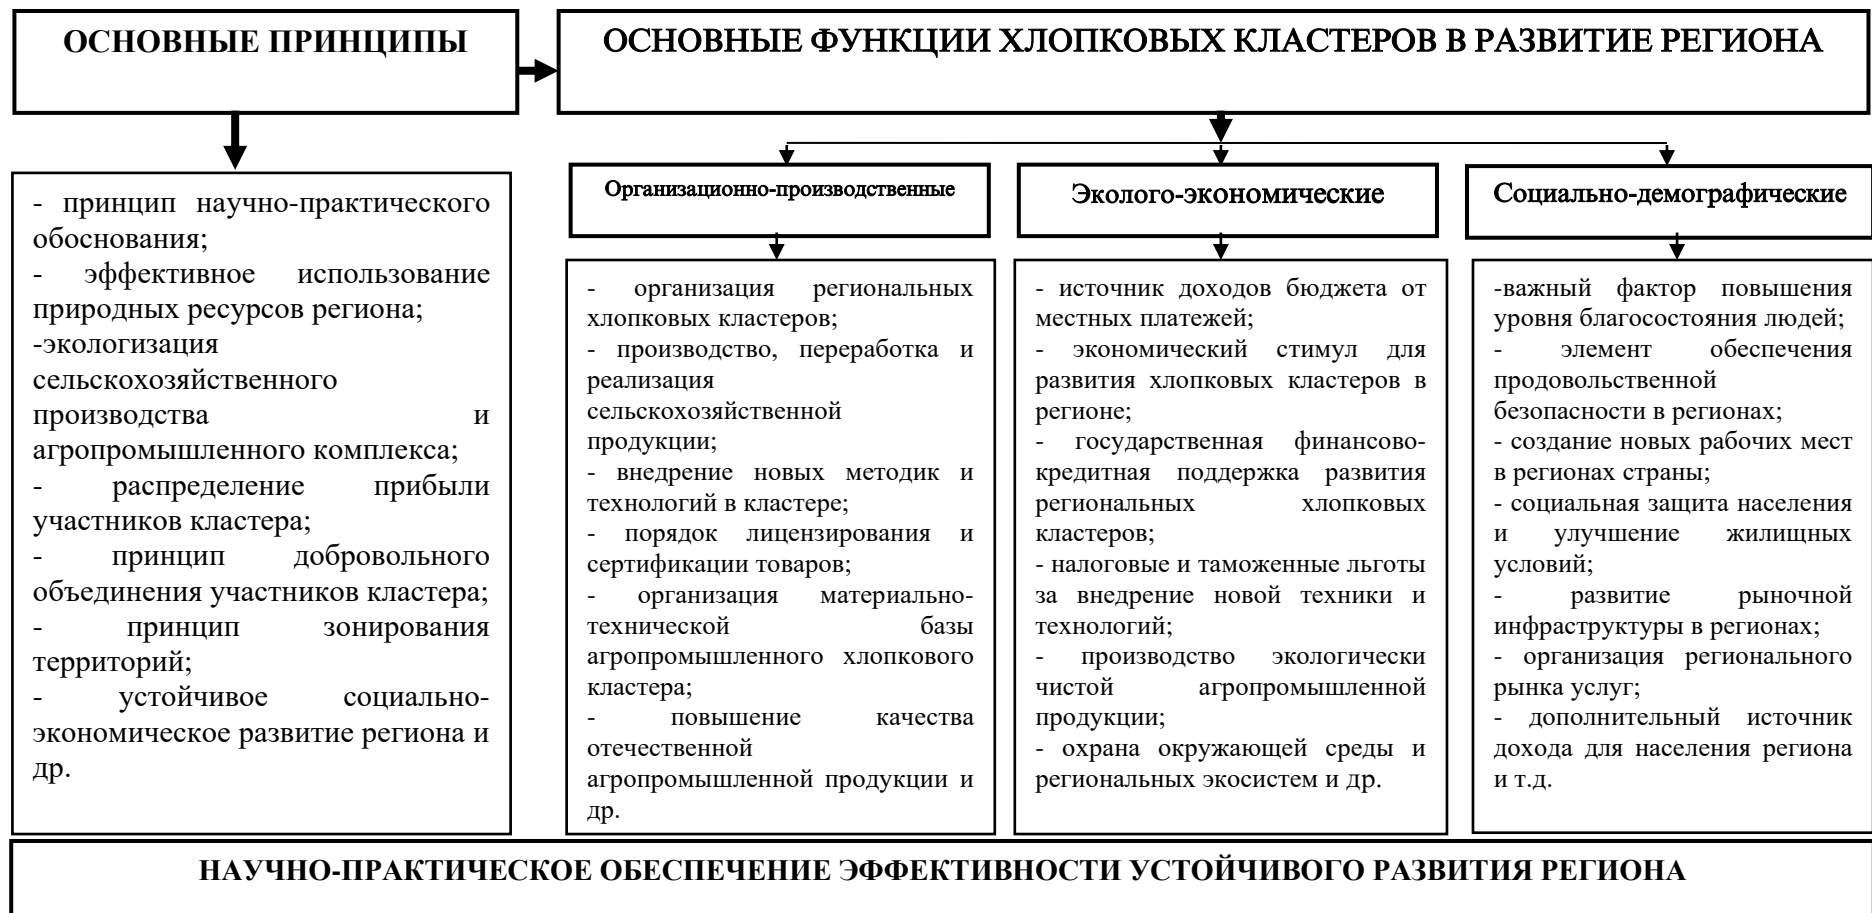 ОСНОВНЫЕ ПРИНЦИПЫ
ОСНОВНЫЕ ФУНКЦИИ ХЛОПКОВЫХ КЛАСТЕРОВ В РАЗВИТИЕ РЕГИОНА
- принцип научно-практического
обоснования;
- эффективное использование
природных ресурсов региона;
-экологизация
сельскохозяйственного
производства и
агропромышленного комплекса;
- распределение прибыли
участников кластера;
- принцип добровольного
объединения участников кластера;
- принцип зонирования
территорий;
- устойчивое социально-
экономическое развитие региона и
др.
Организационно-производственные
- организация региональных
хлопковых кластеров;
- производство, переработка и
реализация
сельскохозяйственной
продукции;
- внедрение новых методик и
технологий в кластере;
- порядок лицензирования и
сертификации товаров;
- организация материально-
технической базы
агропромышленного хлопкового
кластера;
- повышение качества
отечественной
агропромышленной продукции и
др.
Эколого-экономические
- источник доходов бюджета от
местных платежей;
- экономический стимул для
развития хлопковых кластеров в
регионе;
- государственная финансово-
кредитная поддержка развития
региональных хлопковых
кластеров;
- налоговые и таможенные льготы
за внедрение новой техники и
технологий;
- производство экологически
чистой агропромышленной
продукции;
- охрана окружающей среды и
региональных экосистем и др.
Социально-демографические
-важный фактор повышения
уровня благосостояния людей;
- элемент обеспечения
продовольственной
безопасности в регионах;
- создание новых рабочих мест
в регионах страны;
- социальная защита населения
и улучшение жилищных
условий;
- развитие рыночной
инфраструктуры в регионах;
- организация регионального
рынка услуг;
- дополнительный источник
дохода для населения региона
и т.д.
НАУЧНО-ПРАКТИЧЕСКОЕ ОБЕСПЕЧЕНИЕ ЭФФЕКТИВНОСТИ УСТОЙЧИВОГО РАЗВИТИЯ РЕГИОНА